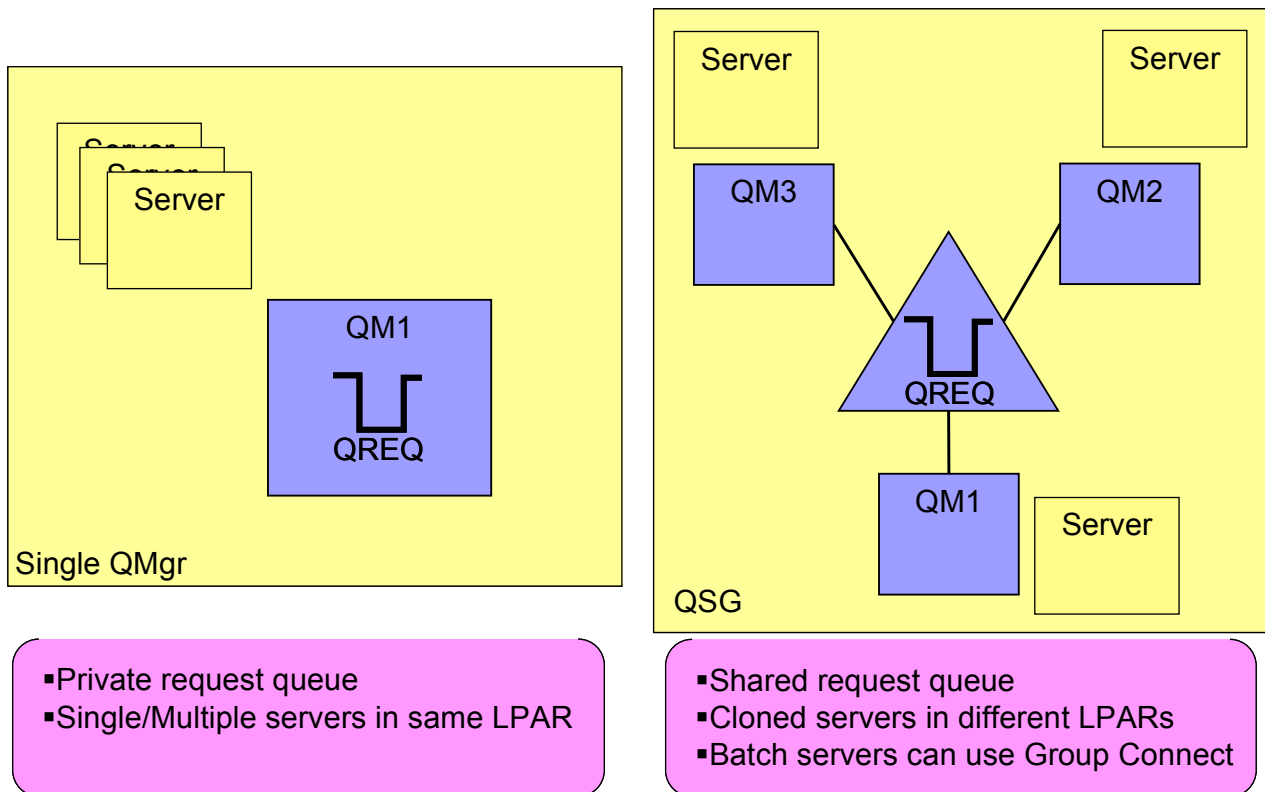 Server
Server
Server
QM1
QREQ
Single QMgr
▪Private request queue
▪Single/Multiple servers in same LPAR
Server
Server
QM3
QM2
QREQ
QM1
Server
QSG
▪Shared request queue
▪Cloned servers in different LPARs
▪Batch servers can use Group Connect